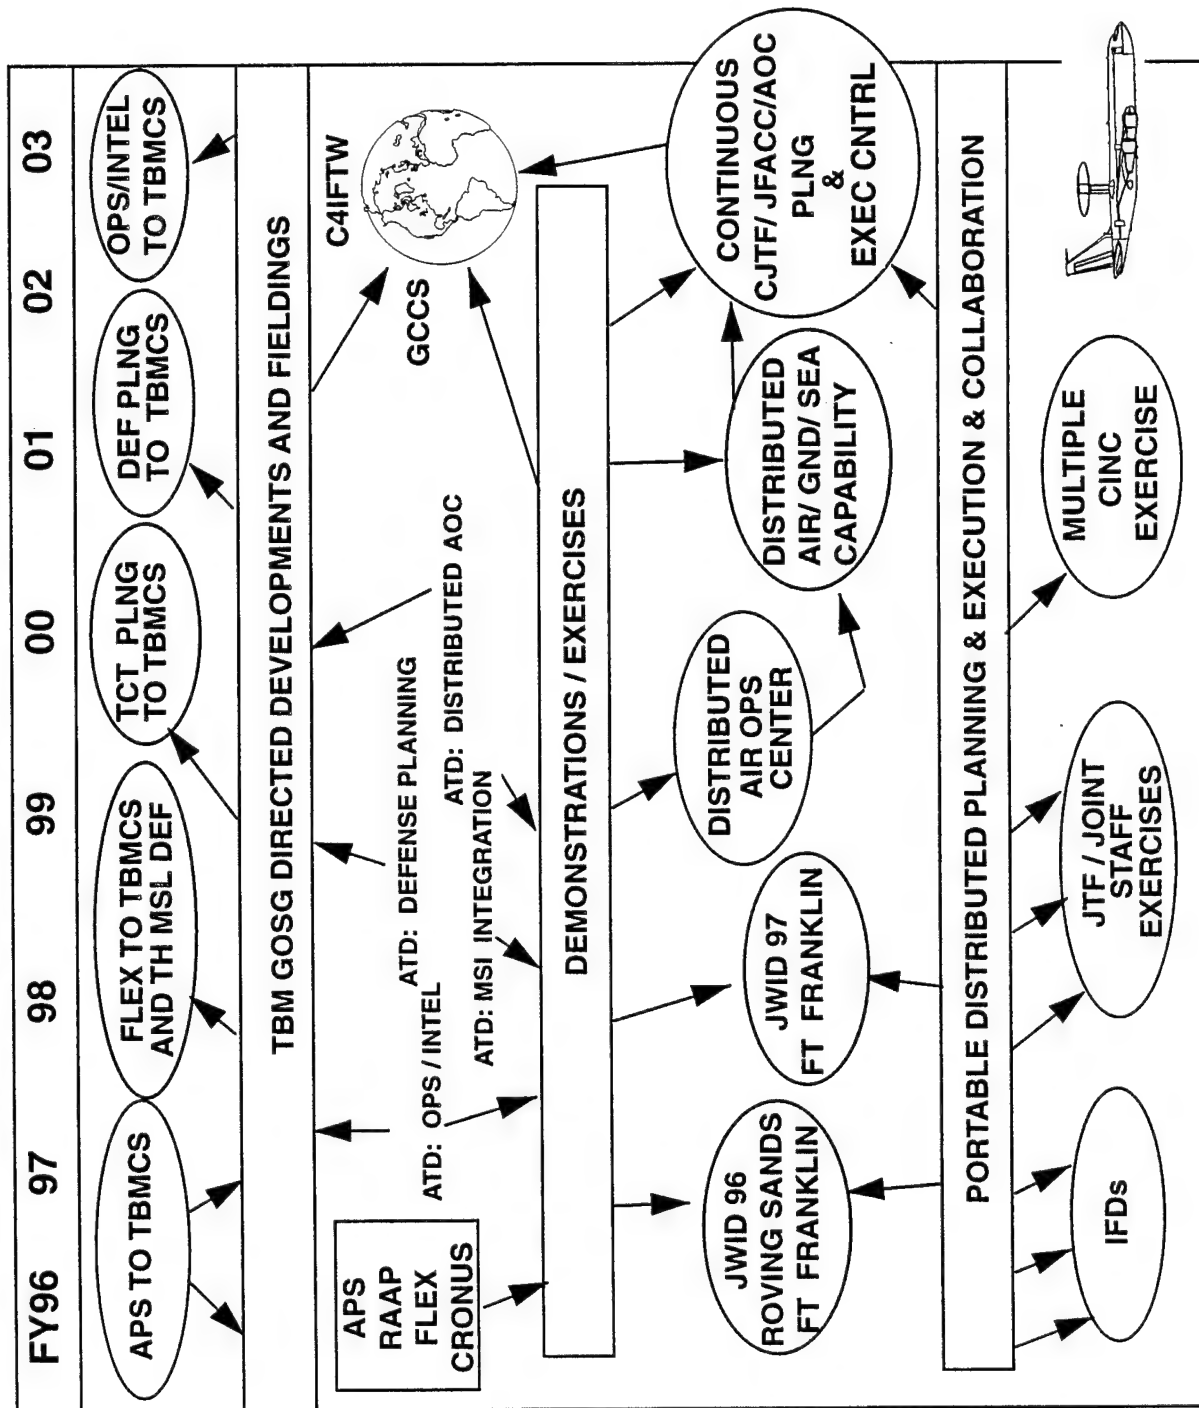 FY96 97 98 99 00 01 02 03
APS TO TBMCS
FLEX TO TBMCS
AND TH MSL DEF
TCT PLNG
TO TBMCS
DEF PLNG
TO TBMCS
OPS/INTEL
TO TBMCS
TBM GOSG DIRECTED DEVELOPMENTS AND FIELDINGS
APS
RAAP
FLEX
CRONUS
ATD: OPS / INTEL
ATD: DEFENSE PLANNING
ATD: DISTRIBUTED AOC
ATD: MSI INTEGRATION
C4IFTW
GCCS
DEMONSTRATIONS / EXERCISES
JWID 96
ROVING SANDS
FT FRANKLIN
JWID 97
FT FRANKLIN
DISTRIBUTED
AIR OPS
CENTER
DISTRIBUTED
AIR/ GND/ SEA
CAPABILITY
CONTINUOUS
CJTF/ JFACC/AOC
PLNG
&
EXEC CNTRL
PORTABLE DISTRIBUTED PLANNING & EXECUTION & COLLABORATION
IFDs
JTF / JOINT
STAFF
EXERCISES
MULTIPLE
CINC
EXERCISE